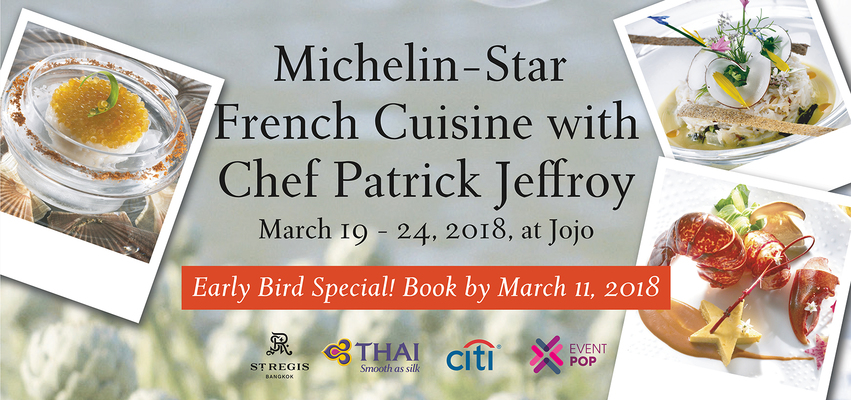 Michelin-Star
French Cuisine with
Chef Patrick Jeffroy
March 19 - 24, 2018, at Jojo
Early Bird Special! Book by March 11, 2018
ST REGIS
BANGKOK
THAI
Smooth as silk
citi®
EVENT
POP